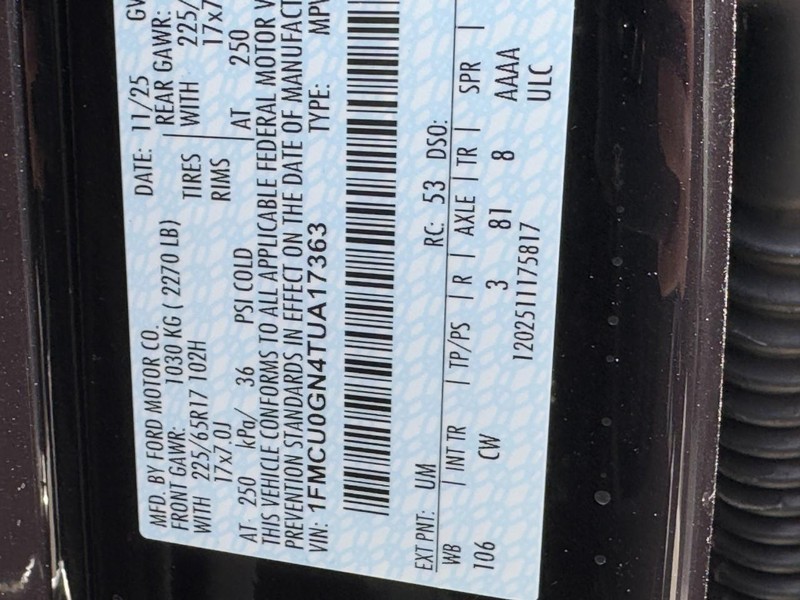 MFD. BY FORD MOTOR CO.
DATE: 11/25 GV
FRONT GAWR: 1030 KG ( 2270 LB)
REAR GAWR:
WITH 225/65R17 102H TIRES WITH 225/
17x7.0J RIMS 17x7
AT 250 kPa/ 36 PSI COLD AT 250
THIS VEHICLE CONFORMS TO ALL APPLICABLE FEDERAL MOTOR V
PREVENTION STANDARDS IN EFFECT ON THE DATE OF MANUFACT
VIN: 1FMCU0GN4TUA17363 TYPE: MPV
EXT PNT: UM RC: 53 DSO:
WB | INT TR | TP/PS | R | AXLE | TR | SPR |
106 CW 3 81 8 AAAA
ULC
120251117581​7